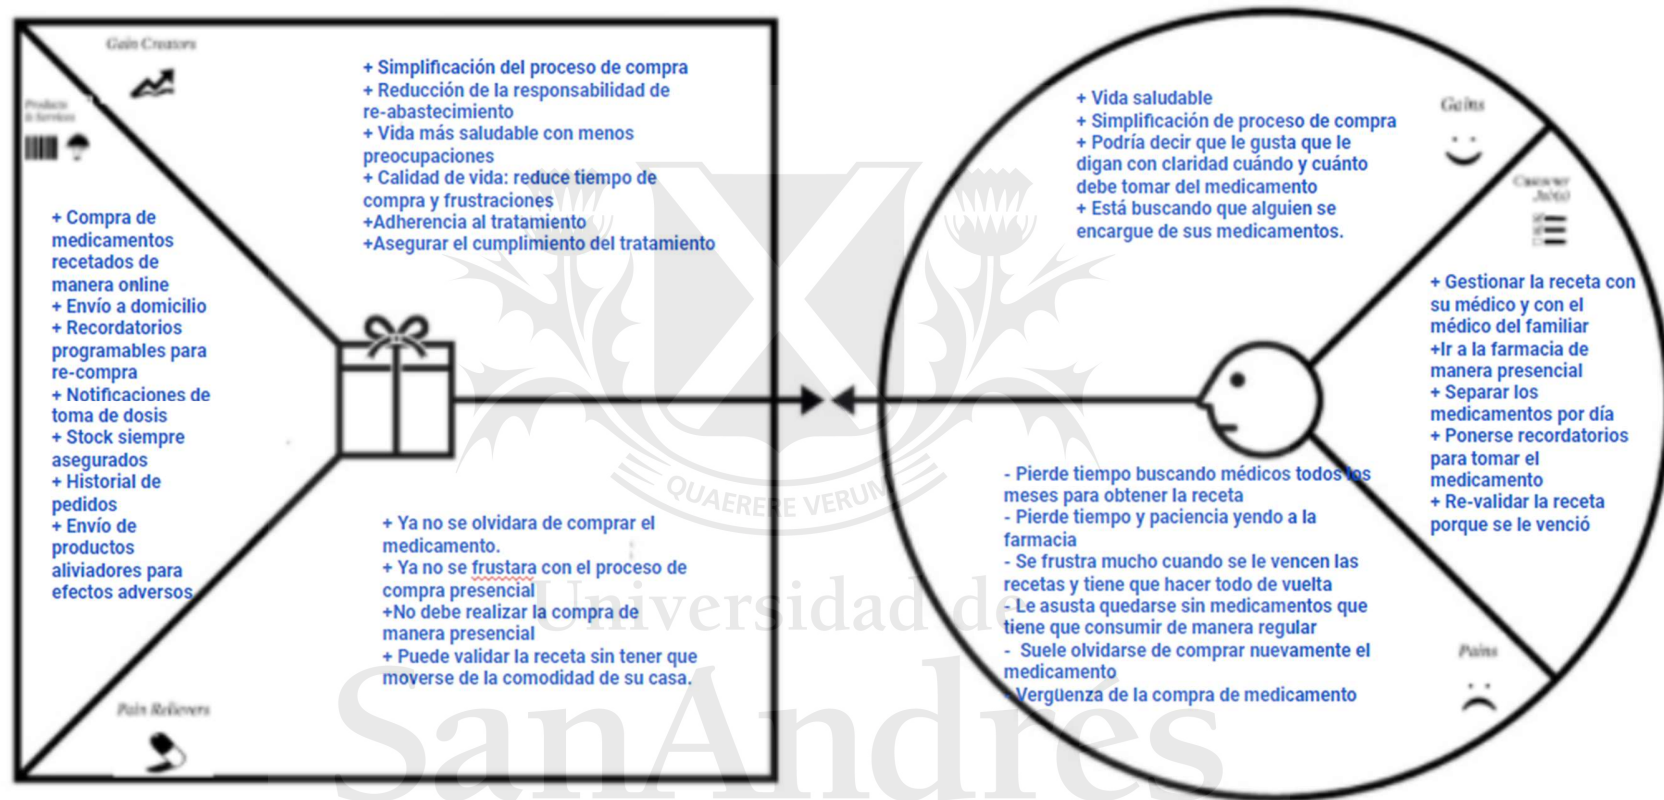 Gain Creators
+ Simplificación del proceso de compra
+ Reducción de la responsabilidad de
re-abastecimiento
+ Vida más saludable con menos
preocupaciones
+ Calidad de vida: reduce tiempo de
compra y frustraciones
+Adherencia al tratamiento
+Asegurar el cumplimiento del tratamiento
Products
& Services
+ Compra de
medicamentos
recetados de
manera online
+ Envío a domicilio
+ Recordatorios
programables para
re-compra
+ Notificaciones de
toma de dosis
+ Stock siempre
asegurados
+ Historial de
pedidos
+ Envío de
productos
aliviadores para
efectos adversos
+ Ya no se olvidara de comprar el
medicamento.
+ Ya no se frustara con el proceso de
compra presencial
+No debe realizar la compra de
manera presencial
+ Puede validar la receta sin tener que
moverse de la comodidad de su casa.
Pain Relievers
Gains
+ Vida saludable
+ Simplificación de proceso de compra
+ Podría decir que le gusta que le
digan con claridad cuándo y cuánto
debe tomar del medicamento
+ Está buscando que alguien se
encargue de sus medicamentos.
Customer
Job(s)
+ Gestionar la receta con
su médico y con el
médico del familiar
+Ir a la farmacia de
manera presencial
+ Separar los
medicamentos por día
+ Ponerse recordatorios
para tomar el
medicamento
+ Re-validar la receta
porque se le venció
- Pierde tiempo buscando médicos todos los
meses para obtener la receta
- Pierde tiempo y paciencia yendo a la
farmacia
- Se frustra mucho cuando se le vencen las
recetas y tiene que hacer todo de vuelta
- Le asusta quedarse sin medicamentos que
tiene que consumir de manera regular
- Suele olvidarse de comprar nuevamente el
medicamento
- Vergüenza de la compra de medicamento
Pains
QUAERERE VERUM
Universidad de
SanAndrés